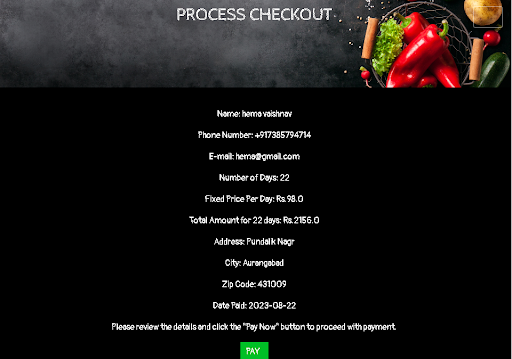 PROCESS CHECKOUT
Name: hema vaishnav
Phone Number: +917385794714
E-mail: hema@gmail.com
Number of Days: 22
Fixed Price Per Day: Rs.98.0
Total Amount for 22 days: Rs.2156.0
Address: Pundalik Nagr
City: Aurangabad
Zip Code: 431009
Date Paid: 2023-08-22
Please review the details and click the "Pay Now" button to proceed with payment.
PAY